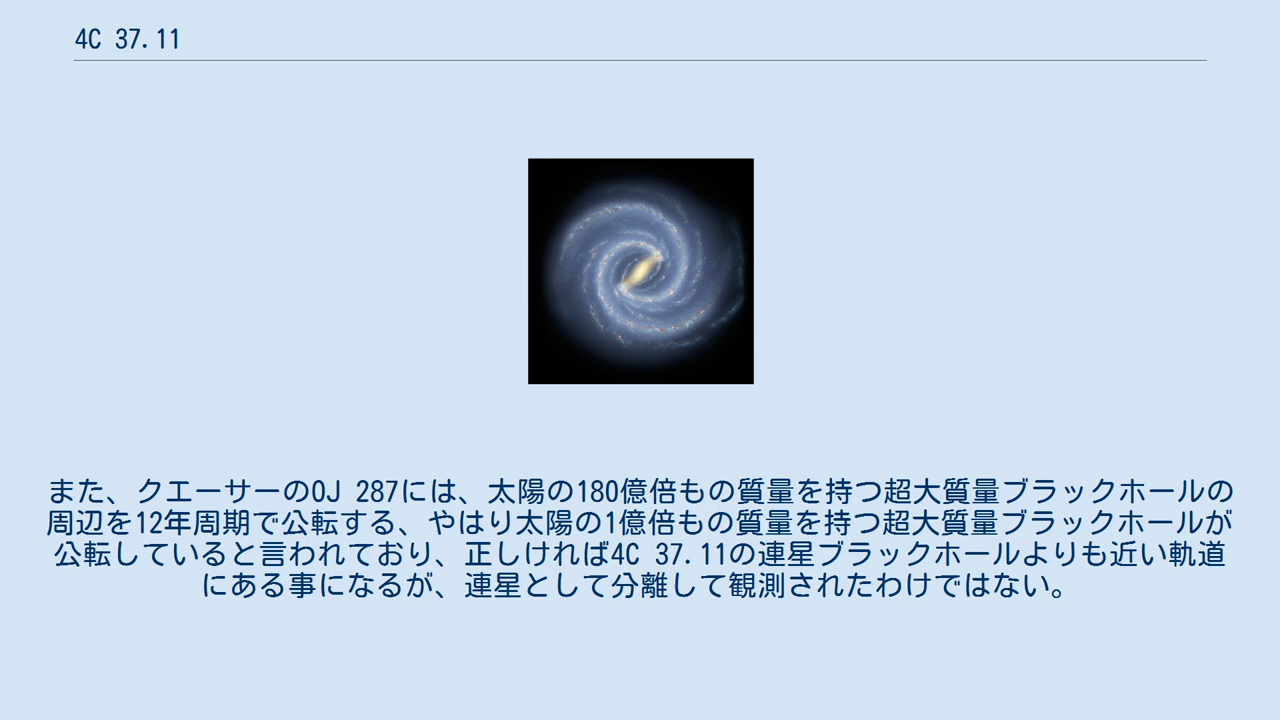 4C 37.11
また、クエーサーのOJ 287には、太陽の180億倍もの質量を持つ超大質量ブラックホールの
周辺を12年周期で公転する、やはり太陽の1億倍もの質量を持つ超大質量ブラックホールが
公転していると言われており、正しければ4C 37.11の連星ブラックホールよりも近い軌道
にある事になるが、連星として分離して観測されたわけではない。